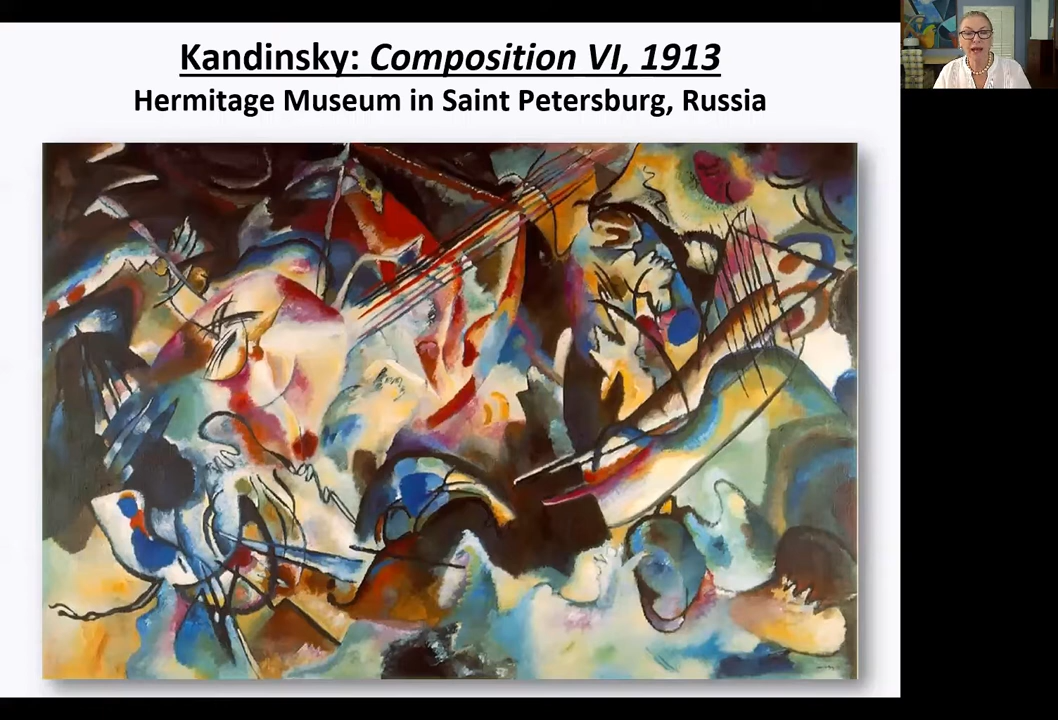 Kandinsky: Composition VI, 1913
Hermitage Museum in Saint Petersburg, Russia